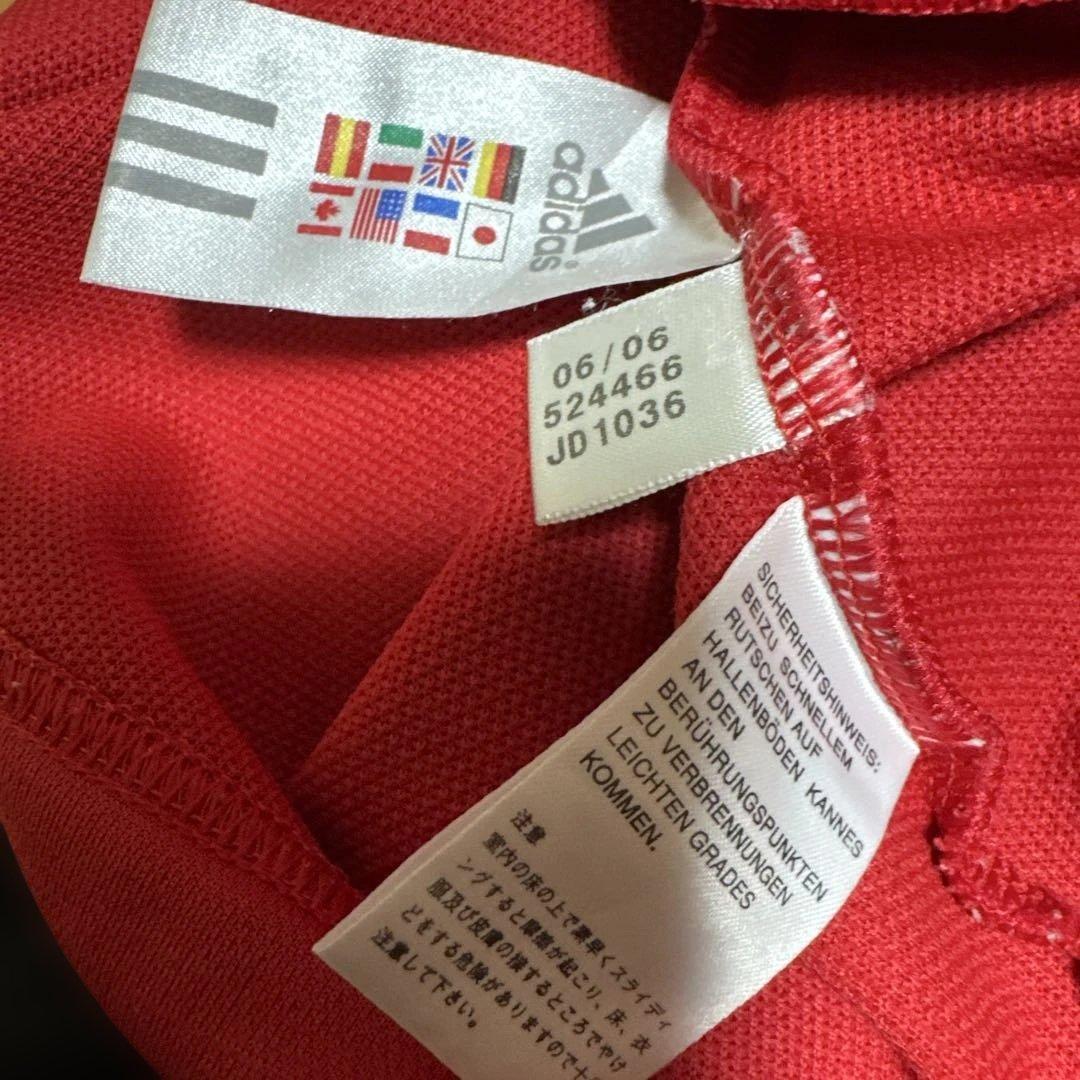 adidas
06/06
524466
JD1036
SICHERHEITSHINWEIS:
BEIZU SCHNELLEM
RUTSCHEN AUF
HALLENBÖDEN KANNES
AN DEN
BERÜHRUNGSPUNKTEN
ZU VERBRENNUNGEN
LEICHTEN GRADES
KOMMEN.
注意
室内の床の上で素早くスライディ
ングすると摩擦が起こり、床、衣
服及び皮膚の接するところでやけ
どをする危険がありますので十
注意して下さい。